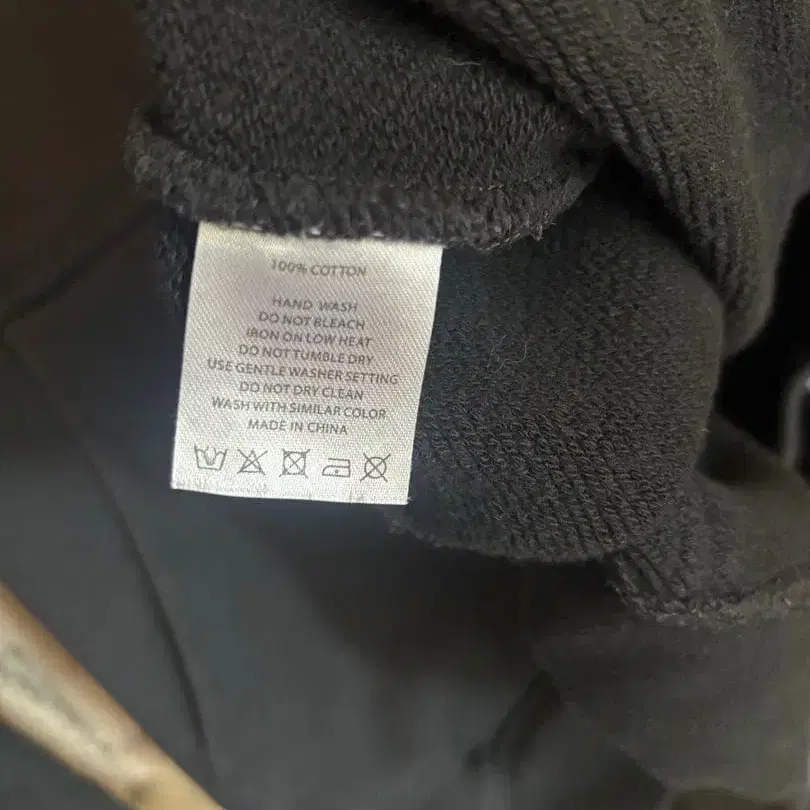 100% COTTON
HAND WASH
DO NOT BLEACH
IRON ON LOW HEAT
DO NOT TUMBLE DRY
USE GENTLE WASHER SETTING
DO NOT DRY CLEAN
WASH WITH SIMILAR COLOR
MADE IN CHINA